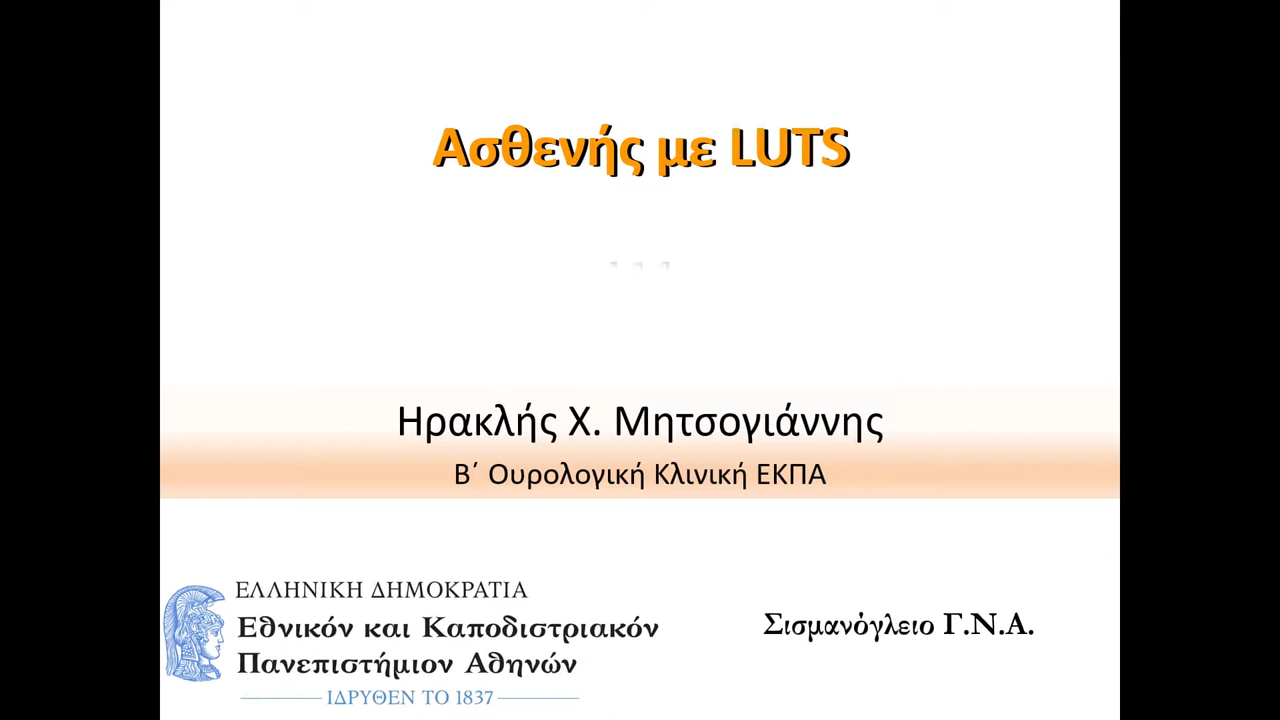 Ασθενής με LUTS
Ηρακλής Χ. Μητσογιάννης
Β΄ Ουρολογική Κλινική ΕΚΠΑ
ΕΛΛΗΝΙΚΗ ΔΗΜΟΚΡΑΤΙΑ
Εθνικόν και Καποδιστριακόν
Πανεπιστήμιον Αθηνών
ΙΔΡΥΘΕΝ ΤΟ 1837
Σισμανόγλειο Γ.Ν.Α.